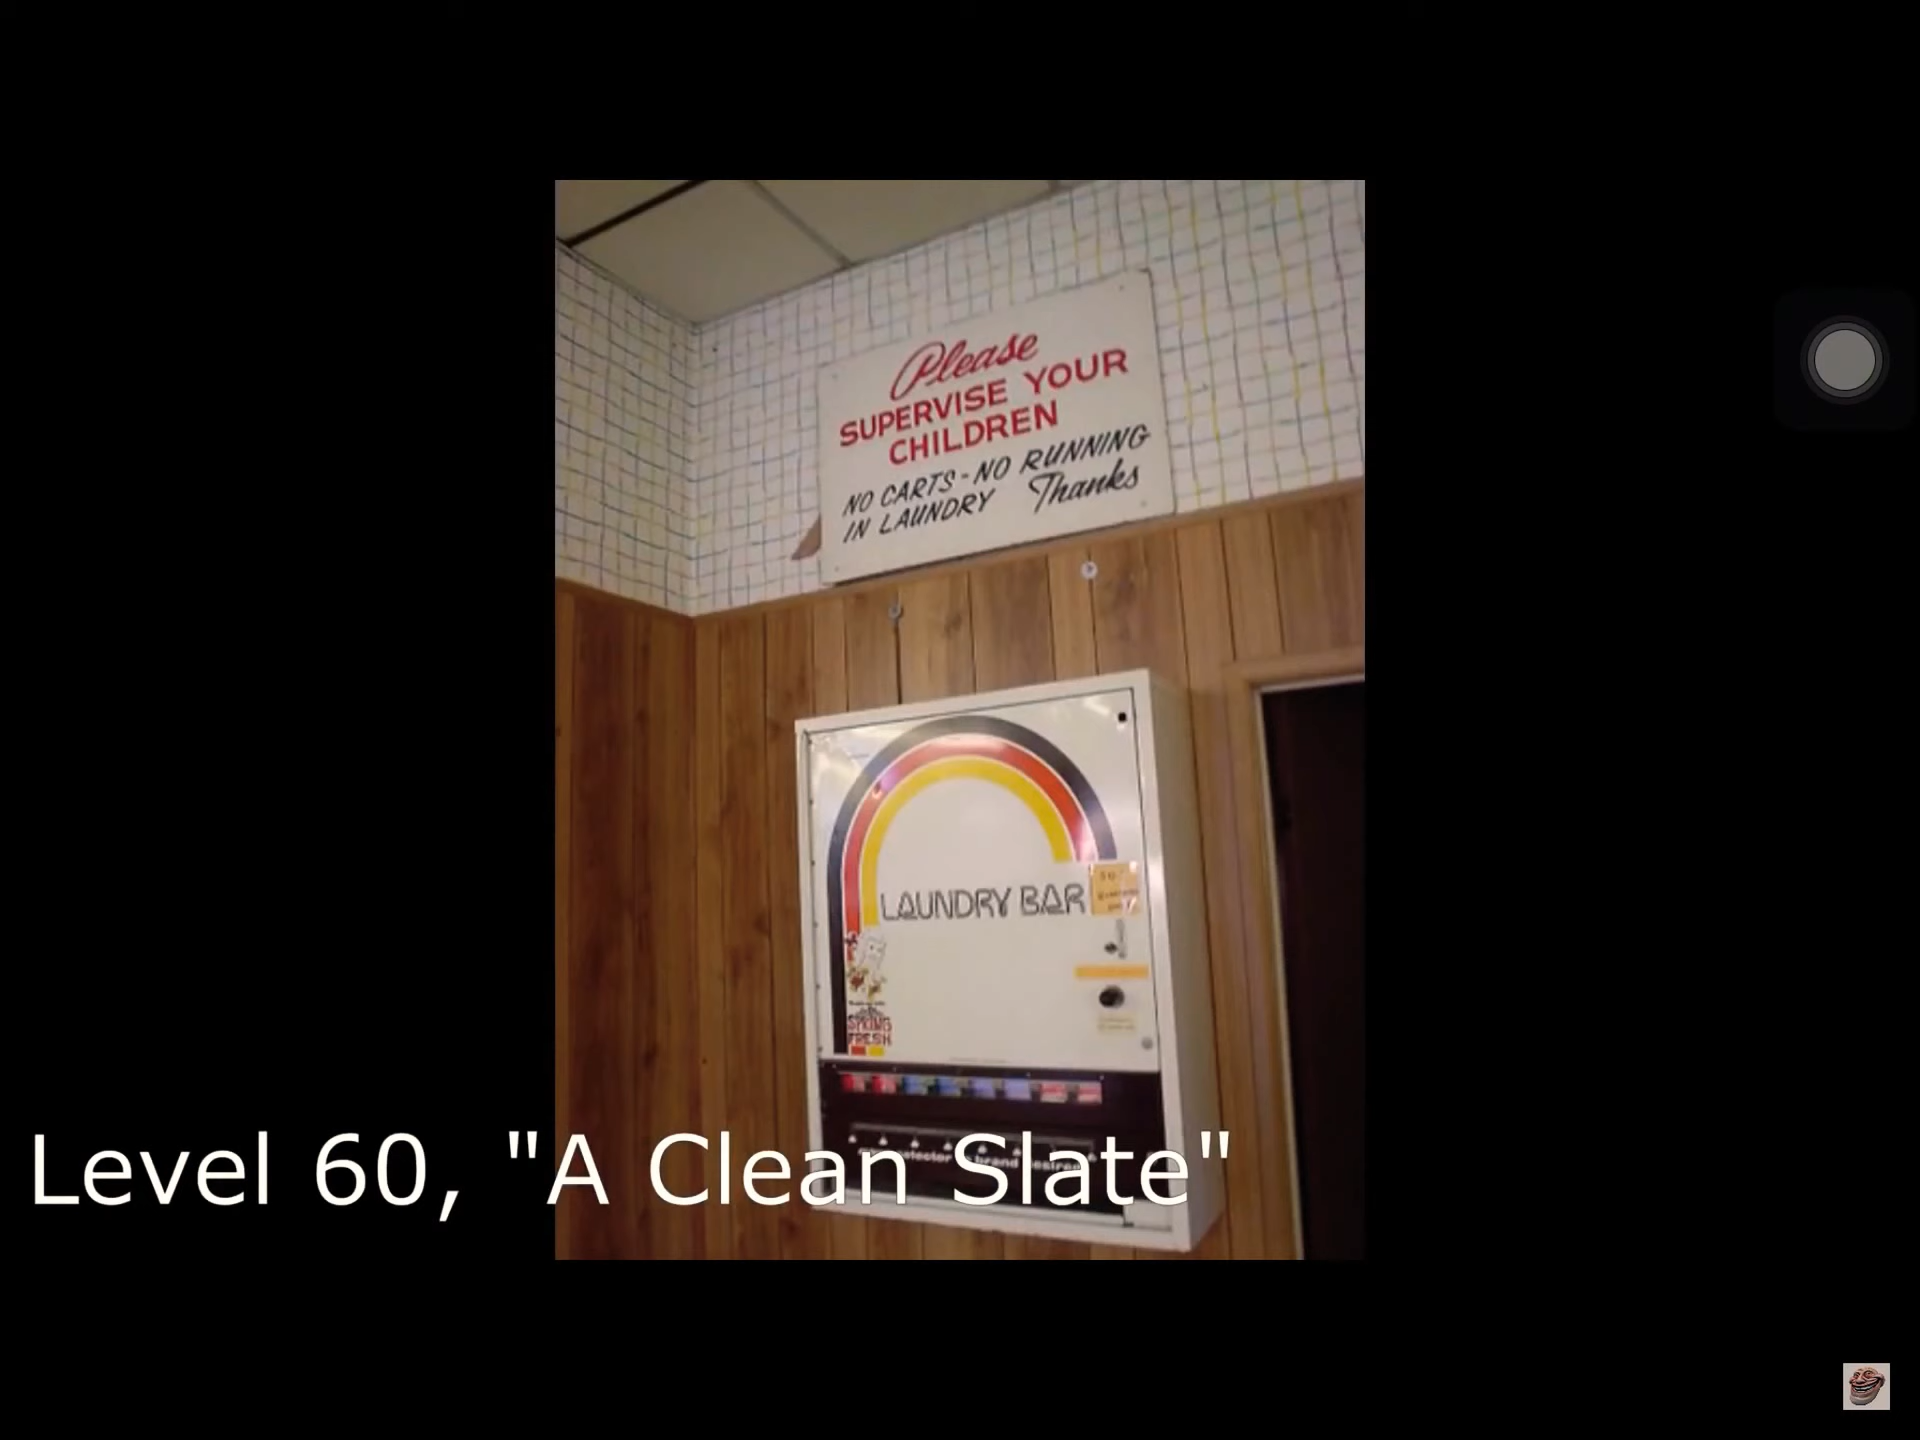 Please
SUPERVISE YOUR
CHILDREN
NO CARTS - NO RUNNING
IN LAUNDRY Thanks
LAUNDRY BAR
SPRING
FRESH
Level 60, "A Clean Slate"